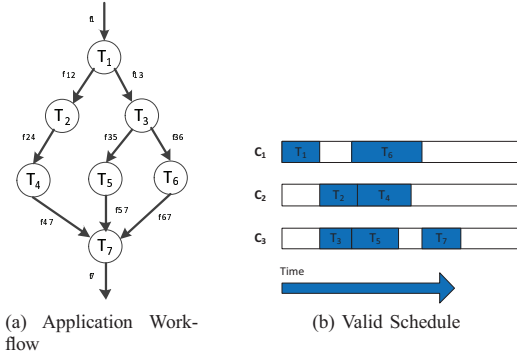 f1
T1
f12
f13
T2
T3
f24
f35
f36
T4
T5
T6
f47
f57
f67
T7
f7
(a) Application Work-
flow
C1
T1
T6
C2
T2
T4
C3
T3
T5
T7
Time
(b) Valid Schedule